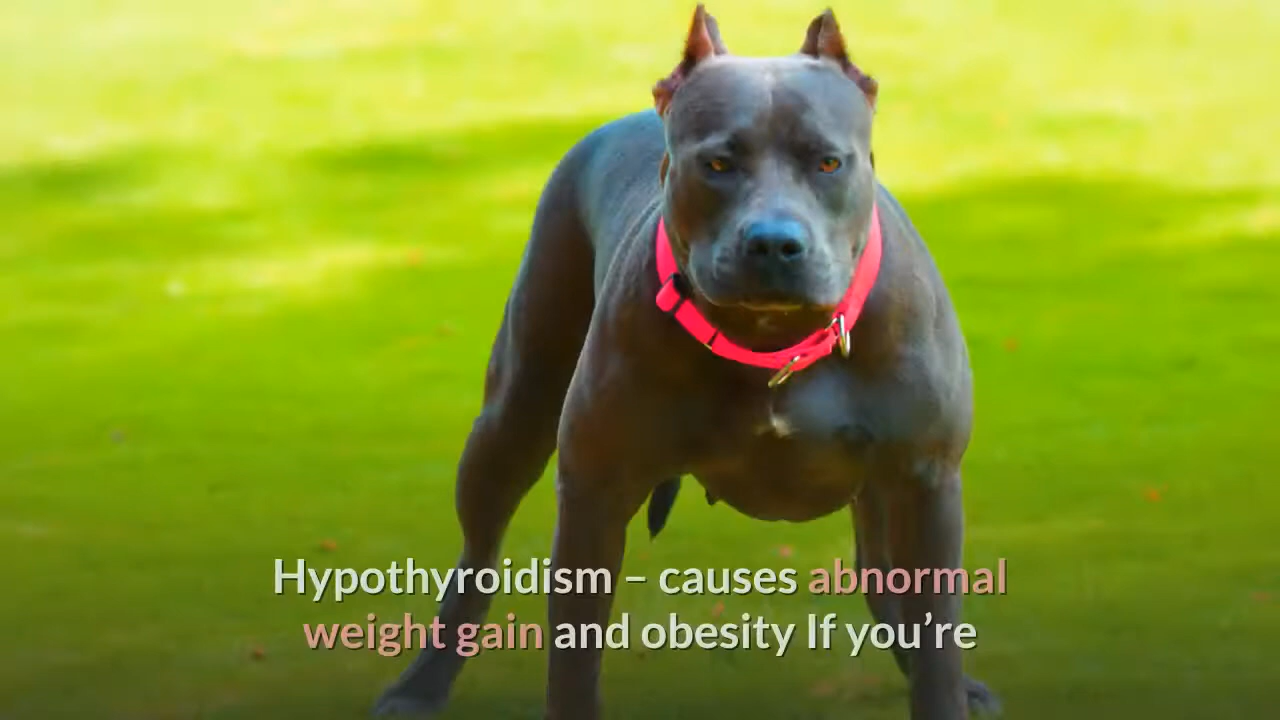 Hypothyroidism – causes abnormal
weight gain and obesity If you’re